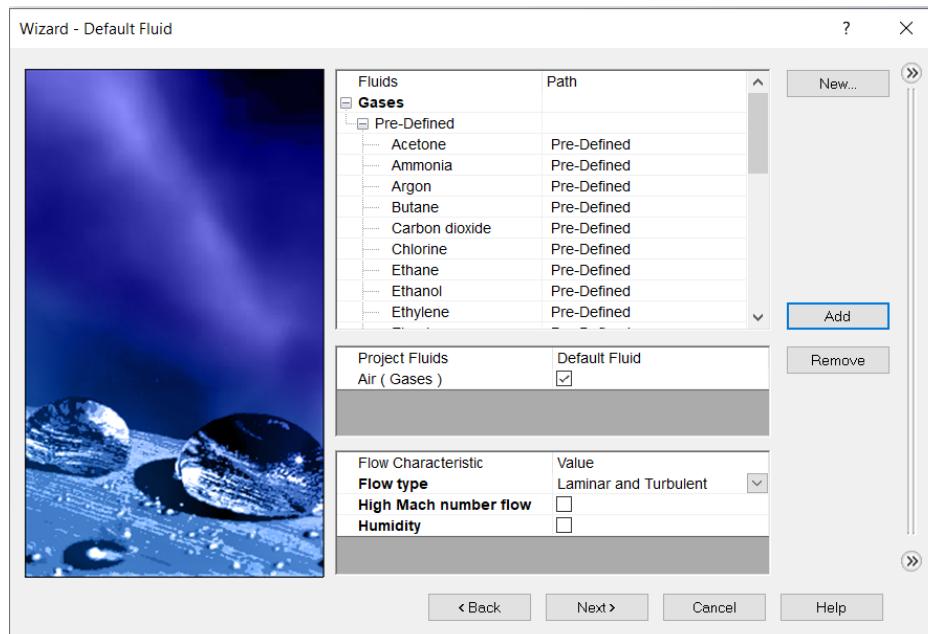 Wizard - Default Fluid ?
Fluids Path
Gases
Pre-Defined
Acetone Pre-Defined
Ammonia Pre-Defined
Argon Pre-Defined
Butane Pre-Defined
Carbon dioxide Pre-Defined
Chlorine Pre-Defined
Ethane Pre-Defined
Ethanol Pre-Defined
Ethylene Pre-Defined
New...
Add
Remove
Project Fluids Default Fluid
Air ( Gases )
Flow Characteristic Value
Flow type Laminar and Turbulent
High Mach number flow
Humidity
< Back Next > Cancel Help